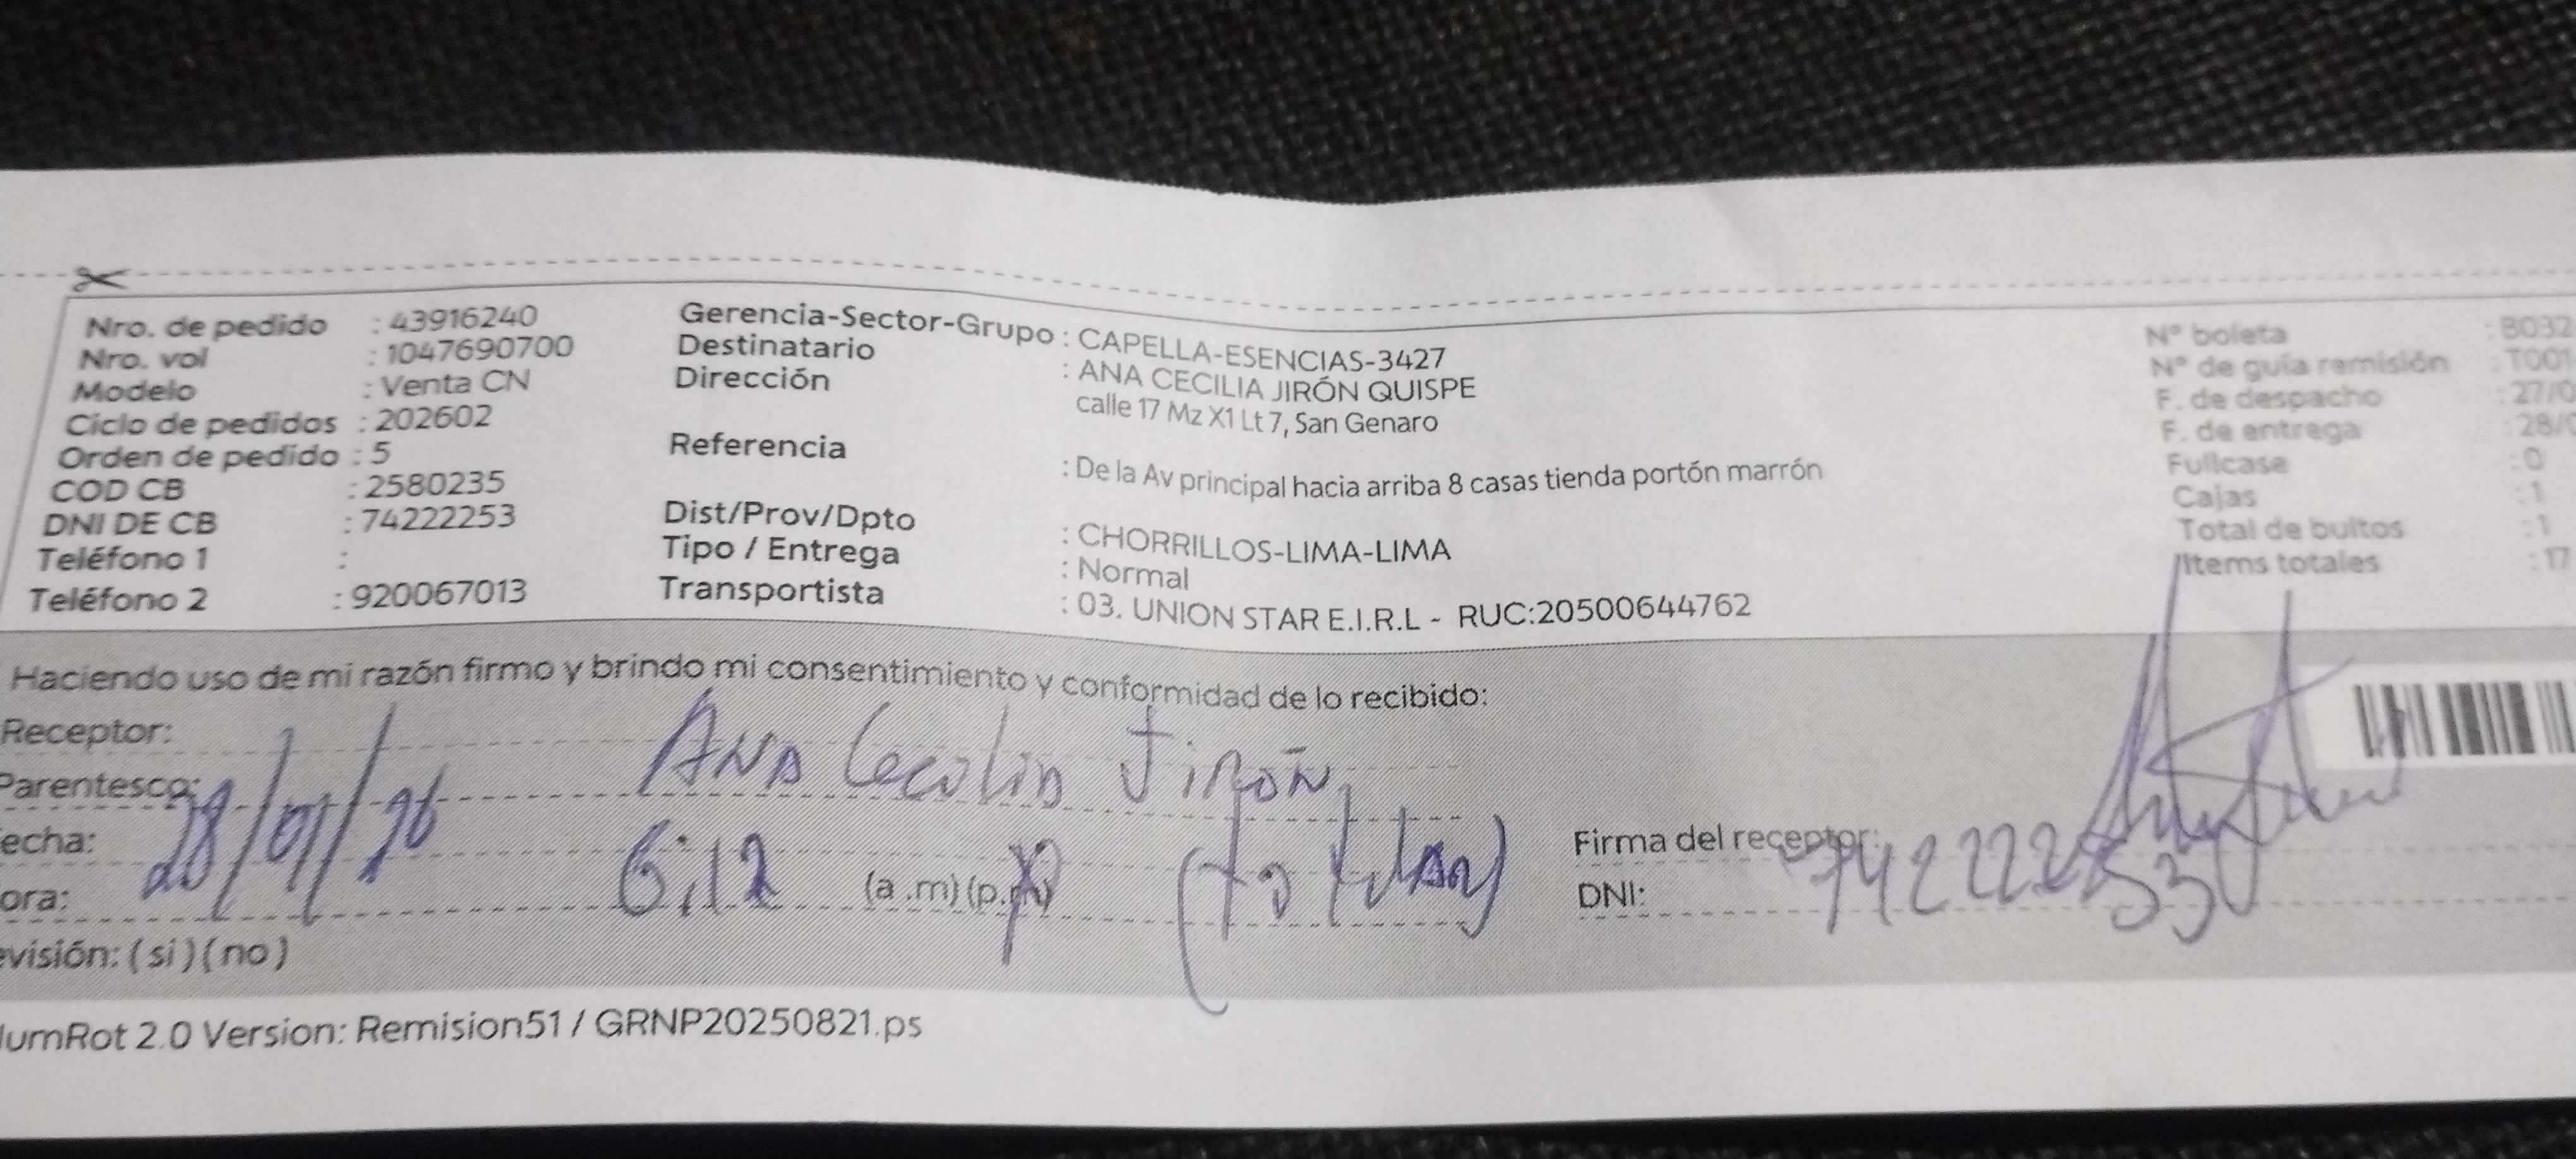 Nro. de pedido : 43916240
Nro. vol : 1047690700
Modelo : Venta CN
Ciclo de pedidos : 202602
Orden de pedido : 5
COD CB : 2580235
DNI DE CB : 74222253
Teléfono 1 :
Teléfono 2 : 920067013
Gerencia-Sector-Grupo : CAPELLA-ESENCIAS-3427
Destinatario : ANA CECILIA JIRÓN QUISPE
Dirección calle 17 Mz X1 Lt 7, San Genaro
Referencia : De la Av principal hacia arriba 8 casas tienda portón marrón
Dist/Prov/Dpto : CHORRILLOS-LIMA-LIMA
Tipo / Entrega : Normal
Transportista : 03. UNION STAR E.I.R.L - RUC:20500644762
N° boleta : B032
N° de guía remisión : T001
F. de despacho : 27/0
F. de entrega : 28/0
Fullcase : 0
Cajas : 1
Total de bultos : 1
Items totales : 17
Haciendo uso de mi razón firmo y brindo mi consentimiento y conformidad de lo recibido:
Receptor: Ana Cecilia Jirón
Parentesco:
echa: 28/01/26
ora: 6:12 (a.m) (p.m)
evisión: ( si ) ( no )
Firma del receptor:
DNI: 74222253
umRot 2.0 Version: Remision51 / GRNP20250821.ps